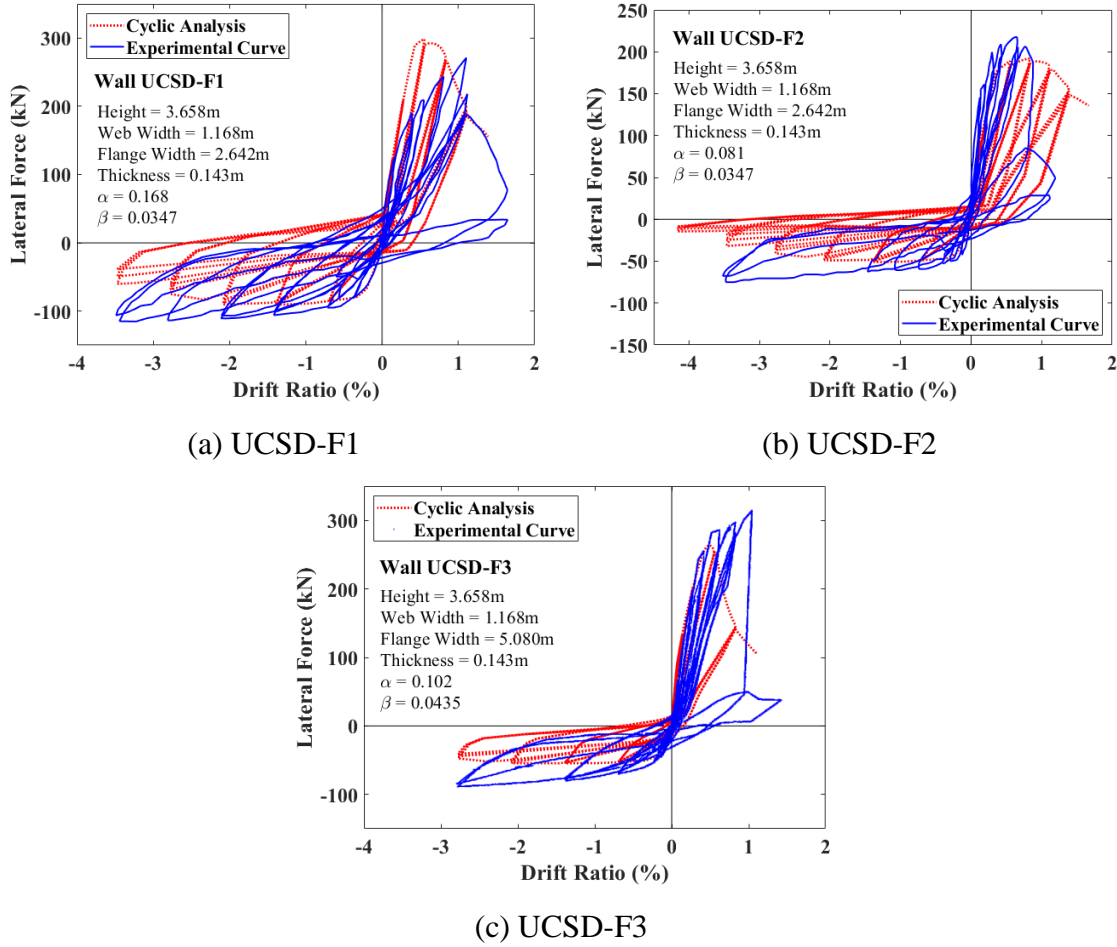 Cyclic Analysis
Experimental Curve
Wall UCSD-F1
Height = 3.658m
Web Width = 1.168m
Flange Width = 2.642m
Thickness = 0.143m
α = 0.168
β = 0.0347
300
200
100
0
-100
Lateral Force (kN)
-4 -3 -2 -1 0 1 2
Drift Ratio (%)
(a) UCSD-F1
250
200
150
100
50
0
-50
-100
-150
Lateral Force (kN)
Wall UCSD-F2
Height = 3.658m
Web Width = 1.168m
Flange Width = 2.642m
Thickness = 0.143m
α = 0.081
β = 0.0347
Cyclic Analysis
Experimental Curve
-4 -3 -2 -1 0 1 2
Drift Ratio (%)
(b) UCSD-F2
Cyclic Analysis
Experimental Curve
Wall UCSD-F3
Height = 3.658m
Web Width = 1.168m
Flange Width = 5.080m
Thickness = 0.143m
α = 0.102
β = 0.0435
300
200
100
0
-100
Lateral Force (kN)
-4 -3 -2 -1 0 1 2
Drift Ratio (%)
(c) UCSD-F3